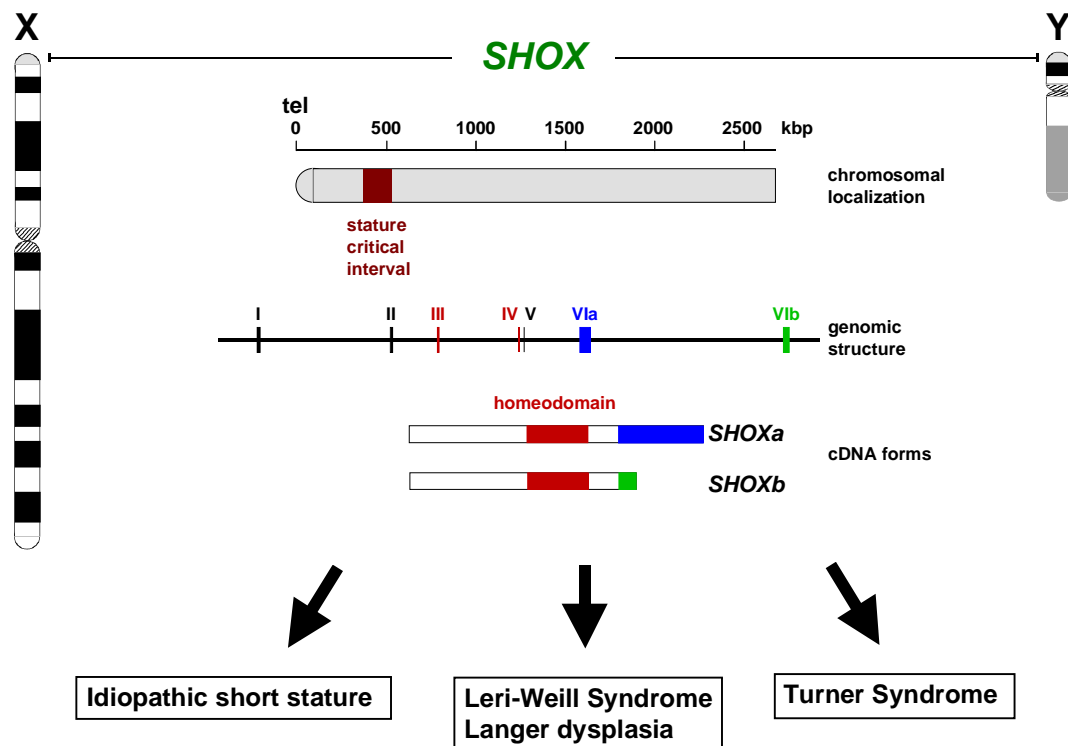 X
Y
SHOX
tel
0 500 1000 1500 2000 2500 kbp
chromosomal
localization
stature
critical
interval
I II III IV V VIa VIb
genomic
structure
homeodomain
SHOXa
cDNA forms
SHOXb
Idiopathic short stature
Leri-Weill Syndrome
Langer dysplasia
Turner Syndrome